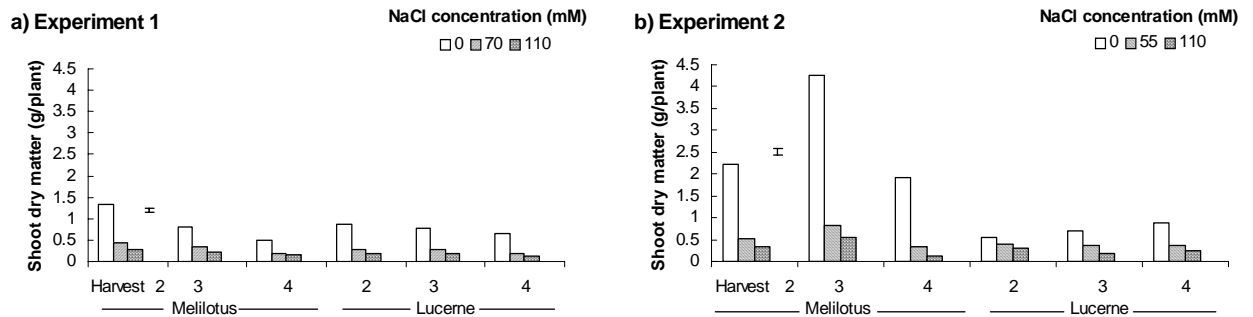 a) Experiment 1
NaCl concentration (mM)
0 70 110
Shoot dry matter (g/plant)
4.5
4
3.5
3
2.5
2
1.5
1
0.5
0
Harvest 2 3 4 2 3 4
Melilotus Lucerne
b) Experiment 2
NaCl concentration (mM)
0 55 110
Shoot dry matter (g/plant)
4.5
4
3.5
3
2.5
2
1.5
1
0.5
0
Harvest 2 3 4 2 3 4
Melilotus Lucerne